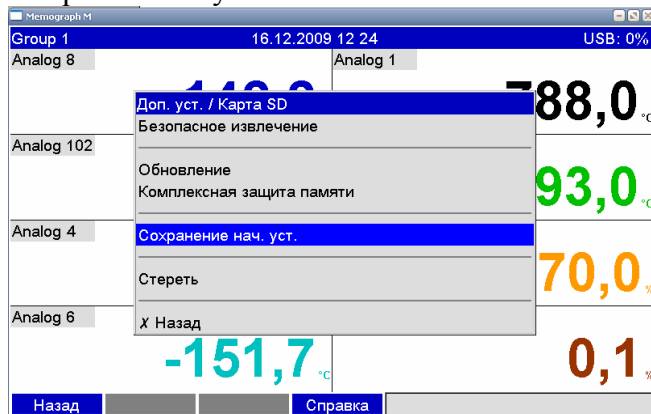 Memograph M
Group 1 16.12.2009 12 24 USB: 0%
Analog 8 Analog 1
Доп. уст. / Карта SD
88,0 °C
Безопасное извлечение
Analog 102
Обновление
93,0 °C
Комплексная защита памяти
Analog 4
Сохранение нач. уст.
70,0 %
Стереть
Analog 6
✗ Назад
-151,7 °C 0,1 %
Назад Справка